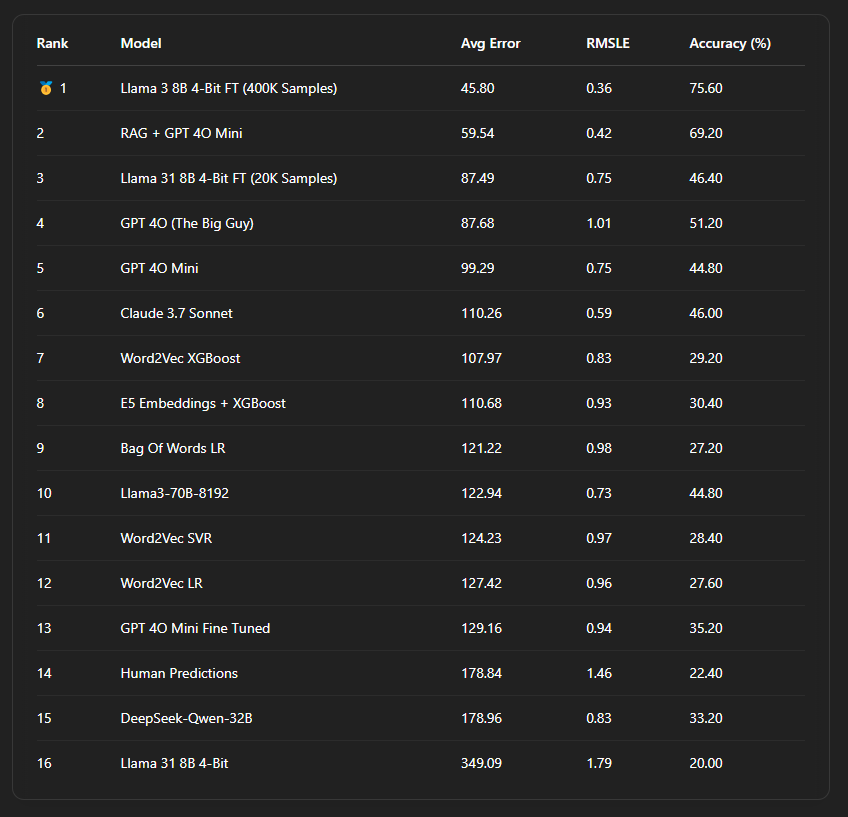 Rank Model Avg Error RMSLE Accuracy (%)
🏅 1 Llama 3 8B 4-Bit FT (400K Samples) 45.80 0.36 75.60
2 RAG + GPT 4O Mini 59.54 0.42 69.20
3 Llama 31 8B 4-Bit FT (20K Samples) 87.49 0.75 46.40
4 GPT 4O (The Big Guy) 87.68 1.01 51.20
5 GPT 4O Mini 99.29 0.75 44.80
6 Claude 3.7 Sonnet 110.26 0.59 46.00
7 Word2Vec XGBoost 107.97 0.83 29.20
8 E5 Embeddings + XGBoost 110.68 0.93 30.40
9 Bag Of Words LR 121.22 0.98 27.20
10 Llama3-70B-8192 122.94 0.73 44.80
11 Word2Vec SVR 124.23 0.97 28.40
12 Word2Vec LR 127.42 0.96 27.60
13 GPT 4O Mini Fine Tuned 129.16 0.94 35.20
14 Human Predictions 178.84 1.46 22.40
15 DeepSeek-Qwen-32B 178.96 0.83 33.20
16 Llama 31 8B 4-Bit 349.09 1.79 20.00